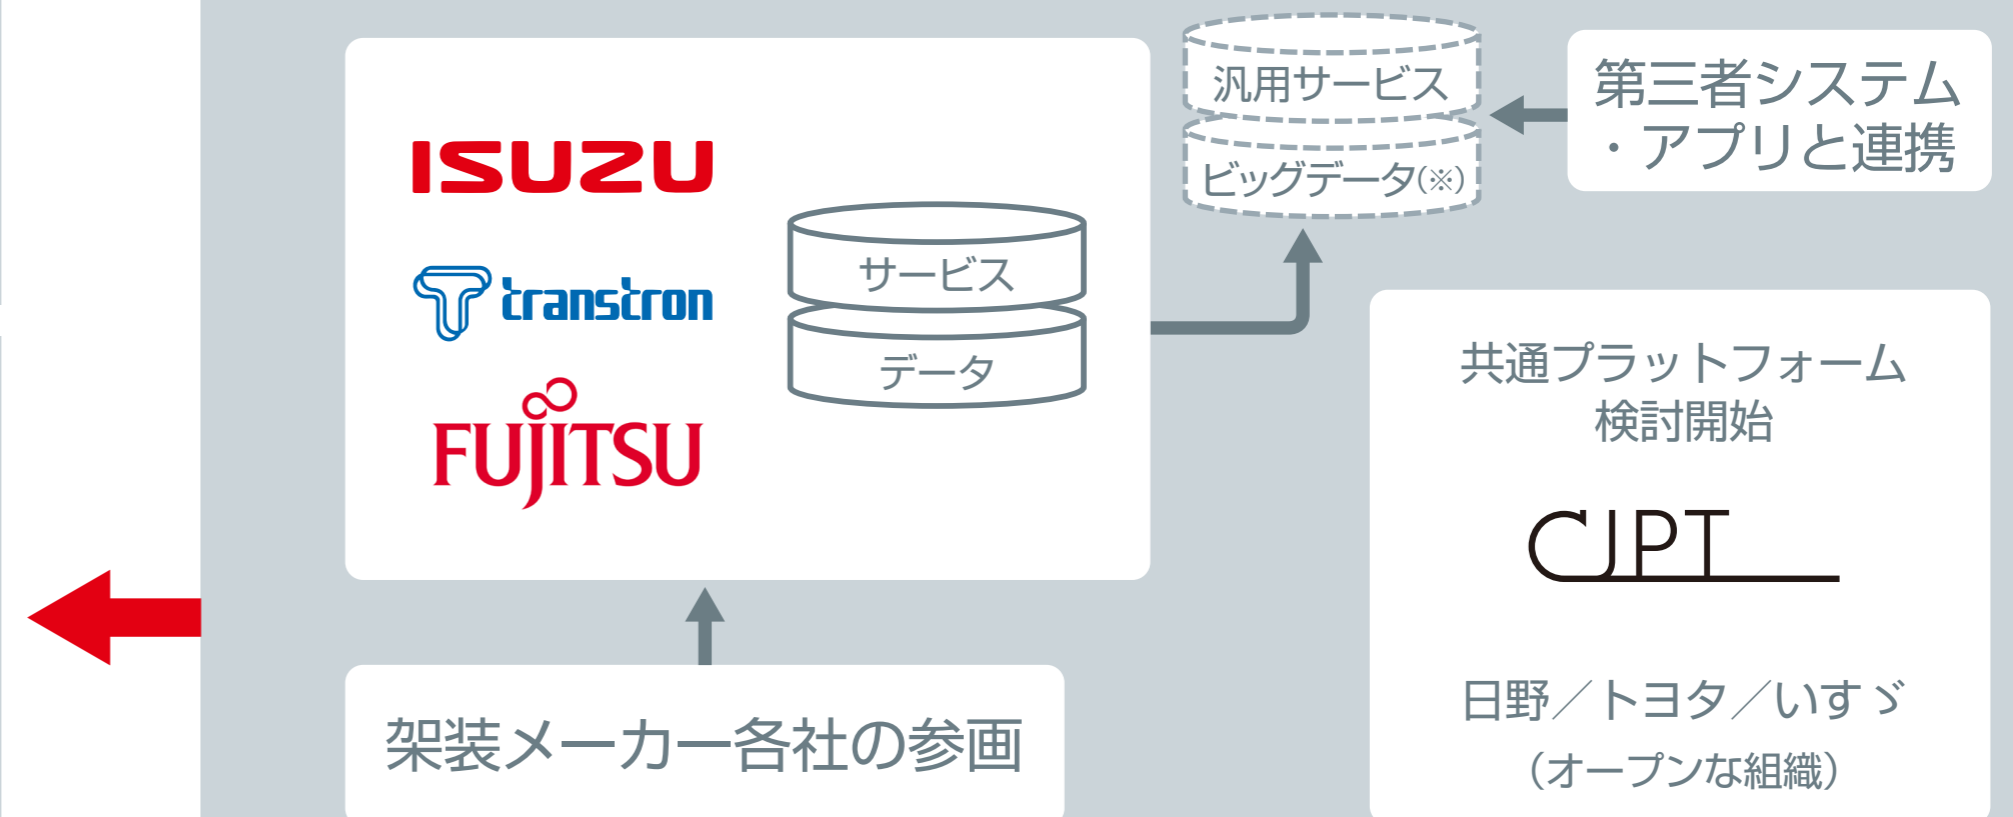 ISUZU
transtron
FUJITSU
サービス
データ
汎用サービス
ビッグデータ(※)
第三者システム
・アプリと連携
共通プラットフォーム
検討開始
CJPT
日野／トヨタ／いすゞ
（オープンな組織）
架装メーカー各社の参画